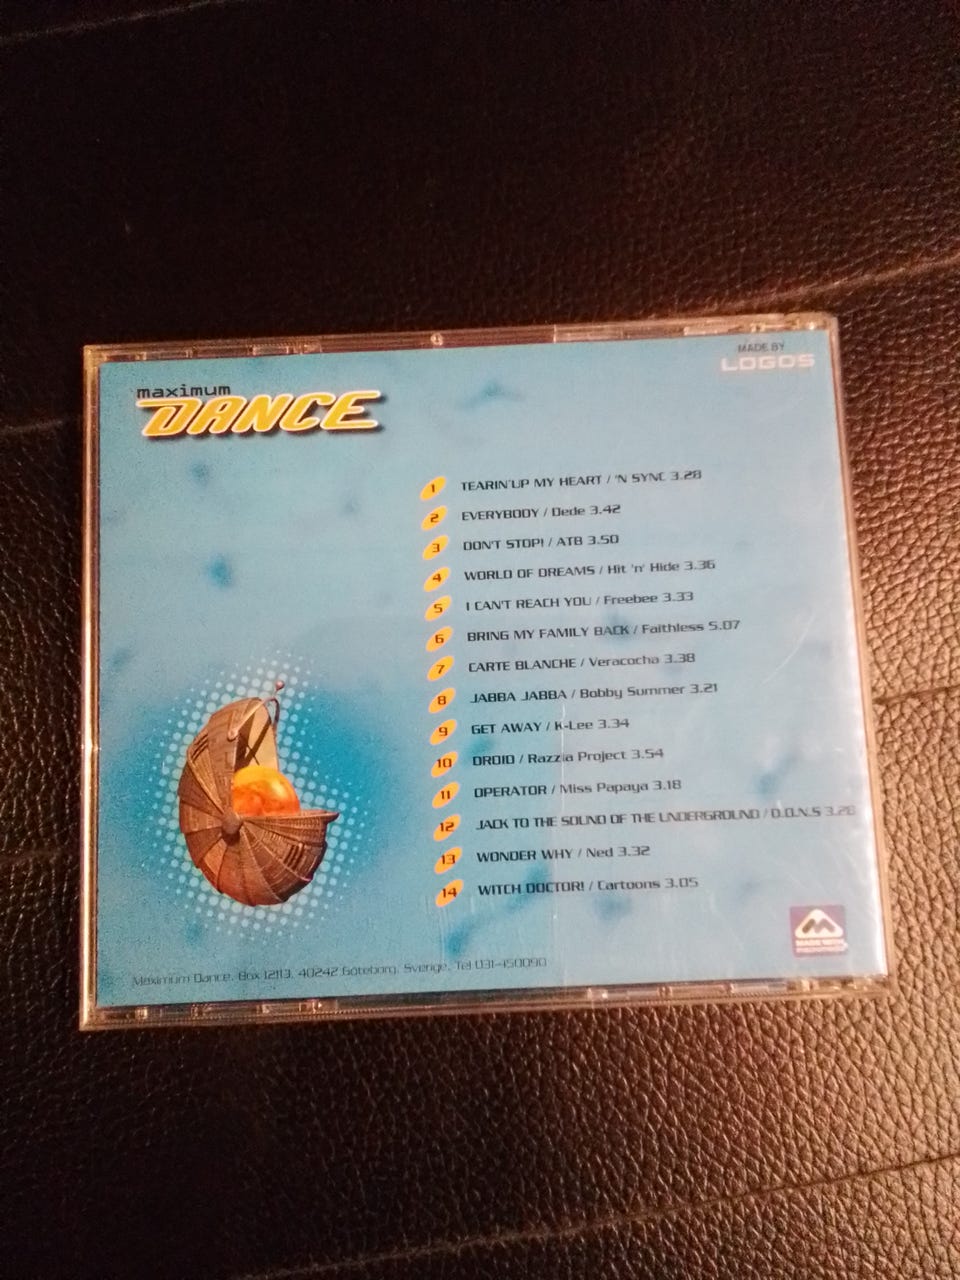 maximum
DANCE
MADE BY
LOGOS
1 TEARIN'UP MY HEART / 'N SYNC 3.28
2 EVERYBODY / Dede 3.42
3 DON'T STOP! / ATB 3.50
4 WORLD OF DREAMS / Hit 'n' Hide 3.36
5 I CAN'T REACH YOU / Freebee 3.33
6 BRING MY FAMILY BACK / Faithless 5.07
7 CARTE BLANCHE / Veracocha 3.38
8 JABBA JABBA / Bobby Summer 3.21
9 GET AWAY / K-Lee 3.34
10 DROID / Razzia Project 3.54
11 OPERATOR / Miss Papaya 3.18
12 JACK TO THE SOUND OF THE UNDERGROUND / D.O.N.S 3.28
13 WONDER WHY / Ned 3.32
14 WITCH DOCTOR! / Cartoons 3.05
MADE WITH
Maximum Dance, Box 12113, 40242 Göteborg, Sverige, Tel 031-450090